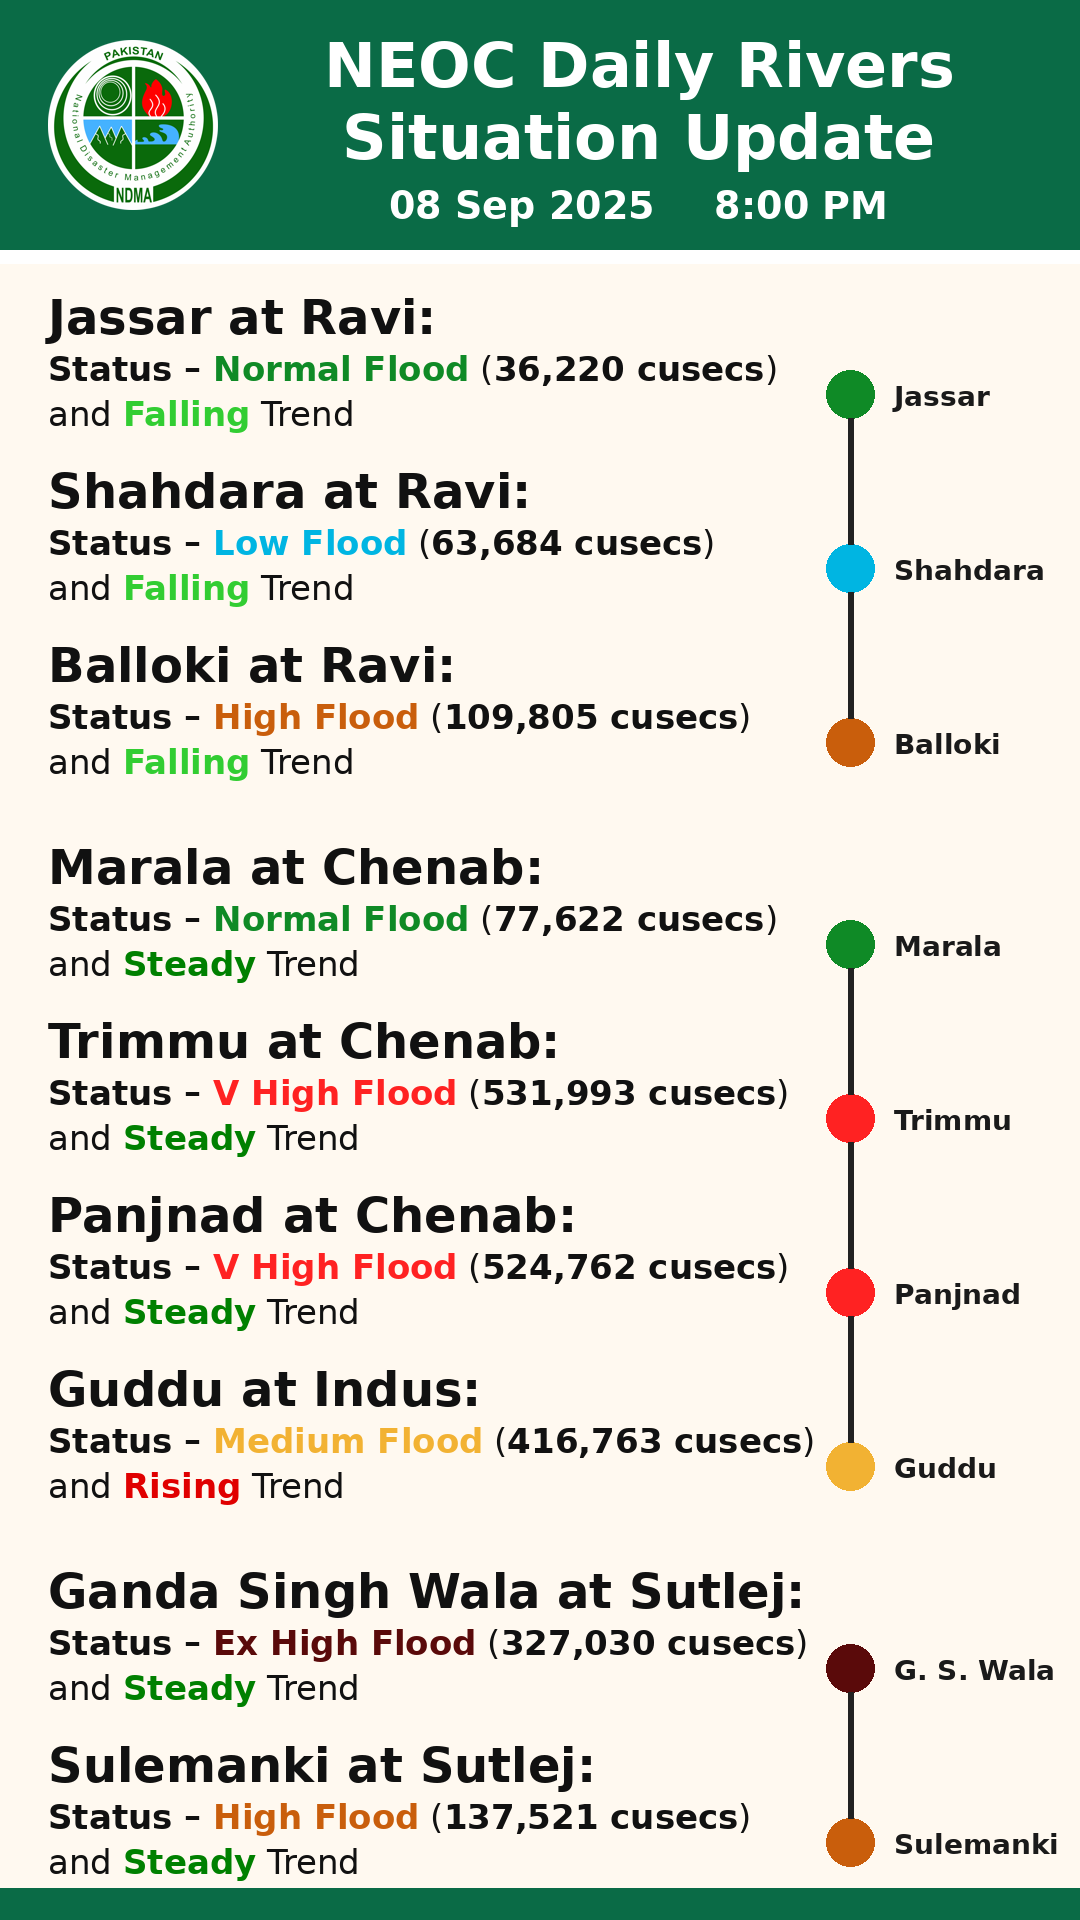 PAKISTAN
National Disaster Management Authority
NDMA
NEOC Daily Rivers
Situation Update
08 Sep 2025 8:00 PM
Jassar at Ravi:
Status – Normal Flood (36,220 cusecs)
and Falling Trend
Jassar
Shahdara at Ravi:
Status – Low Flood (63,684 cusecs)
and Falling Trend
Shahdara
Balloki at Ravi:
Status – High Flood (109,805 cusecs)
and Falling Trend
Balloki
Marala at Chenab:
Status – Normal Flood (77,622 cusecs)
and Steady Trend
Marala
Trimmu at Chenab:
Status – V High Flood (531,993 cusecs)
and Steady Trend
Trimmu
Panjnad at Chenab:
Status – V High Flood (524,762 cusecs)
and Steady Trend
Panjnad
Guddu at Indus:
Status – Medium Flood (416,763 cusecs)
and Rising Trend
Guddu
Ganda Singh Wala at Sutlej:
Status – Ex High Flood (327,030 cusecs)
and Steady Trend
G. S. Wala
Sulemanki at Sutlej:
Status – High Flood (137,521 cusecs)
and Steady Trend
Sulemanki